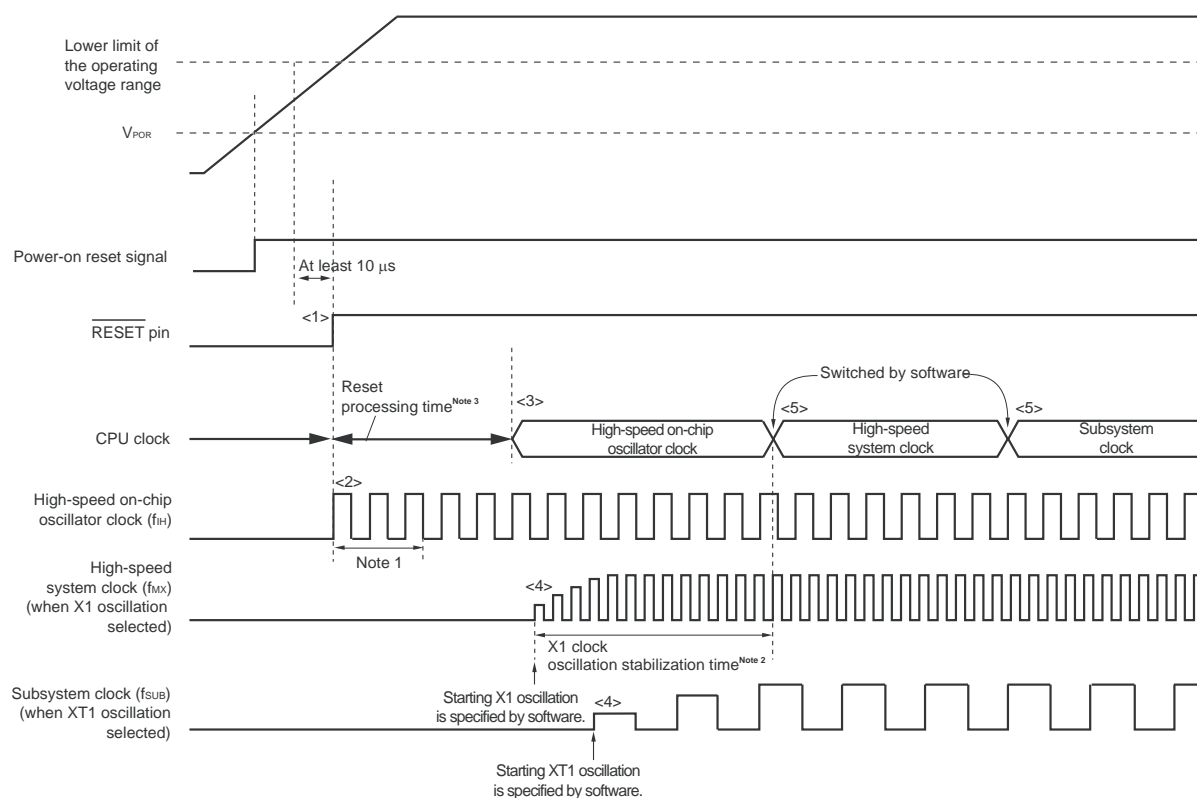 Lower limit of
the operating
voltage range
VPOR
Power-on reset signal
At least 10 μs
<1>
RESET pin
Switched by software
Reset
processing time Note 3
<3>
<5>
<5>
CPU clock
High-speed on-chip
oscillator clock
High-speed
system clock
Subsystem
clock
<2>
High-speed on-chip
oscillator clock (fIH)
Note 1
High-speed
system clock (fMX)
(when X1 oscillation
selected)
<4>
X1 clock
oscillation stabilization time Note 2
Subsystem clock (fSUB)
(when XT1 oscillation
selected)
Starting X1 oscillation
is specified by software.
<4>
Starting XT1 oscillation
is specified by software.